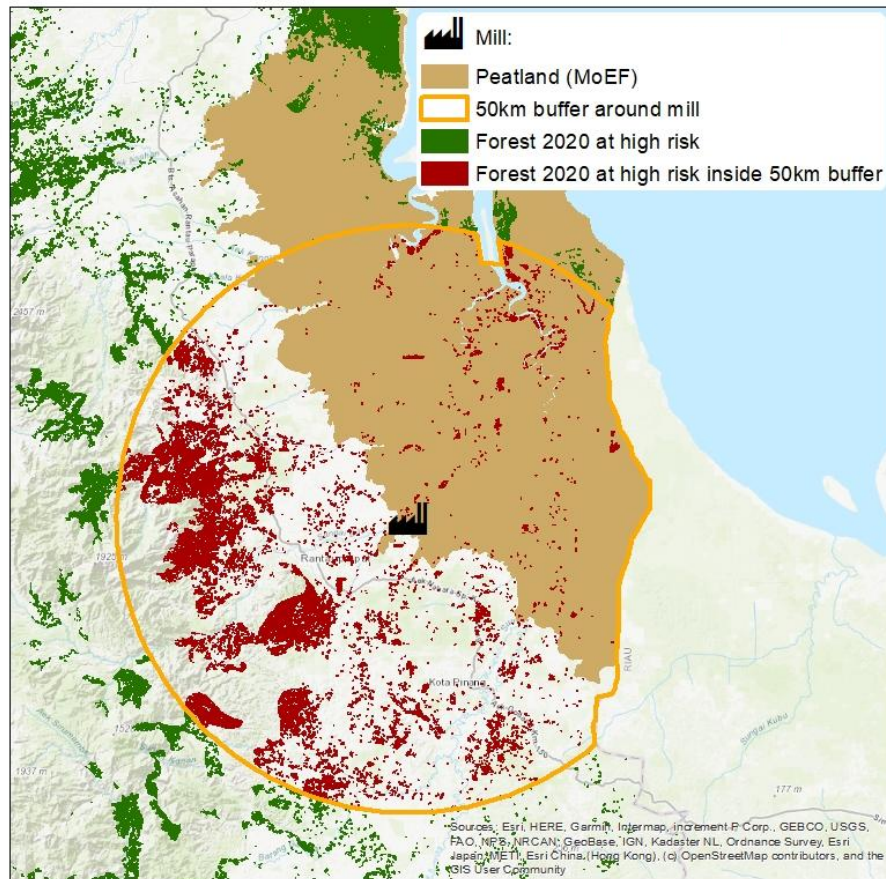 Mill:
Peatland (MoEF)
50km buffer around mill
Forest 2020 at high risk
Forest 2020 at high risk inside 50km buffer
2457 m
1925 m
Kota Pinang
RIAU
Sungai Kubu
1937 m
177 m
Sources: Esri, HERE, Garmin, Intermap, increment P Corp., GEBCO, USGS,
FAO, NPS, NRCAN, GeoBase, IGN, Kadaster NL, Ordnance Survey, Esri
Japan, METI, Esri China (Hong Kong), (c) OpenStreetMap contributors, and the
GIS User Community